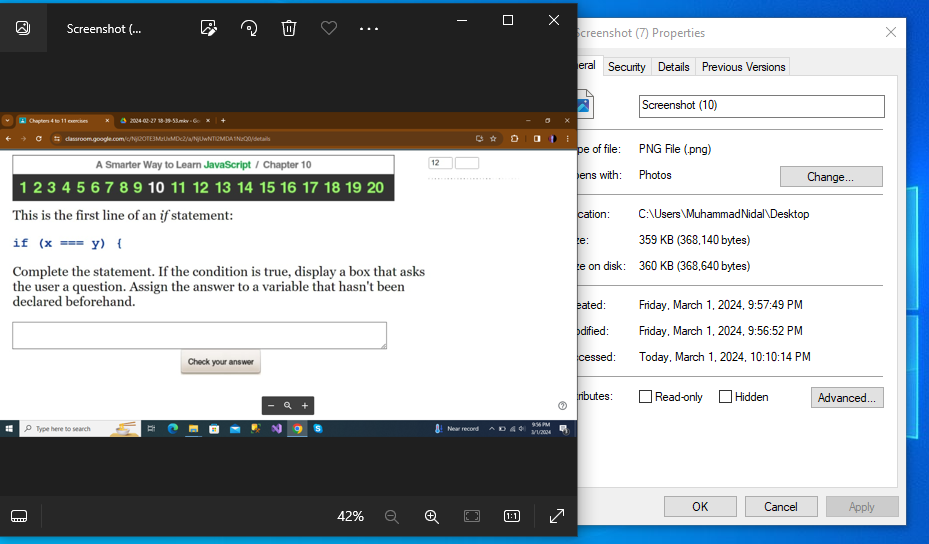 Screenshot (...
Chapters 4 to 11 exercises
2024-02-27 18-39-53.mkv - Go
A Smarter Way to Learn JavaScript / Chapter 10
1 2 3 4 5 6 7 8 9 10 11 12 13 14 15 16 17 18 19 20
12
This is the first line of an if statement:
if (x === y) {
Complete the statement. If the condition is true, display a box that asks
the user a question. Assign the answer to a variable that hasn't been
declared beforehand.
Check your answer
Type here to search
Near record
9:56 PM
3/1/2024
42%
1:1
Screenshot (7) Properties
eral
Security
Details
Previous Versions
Screenshot (10)
pe of file:
PNG File (.png)
pens with:
Photos
Change...
cation:
C:\Users\MuhammadNidal\Desktop
ze:
359 KB (368,140 bytes)
ze on disk:
360 KB (368,640 bytes)
eated:
Friday, March 1, 2024, 9:57:49 PM
odified:
Friday, March 1, 2024, 9:56:52 PM
ccessed:
Today, March 1, 2024, 10:10:14 PM
ributes:
Read-only
Hidden
Advanced...
OK
Cancel
Apply